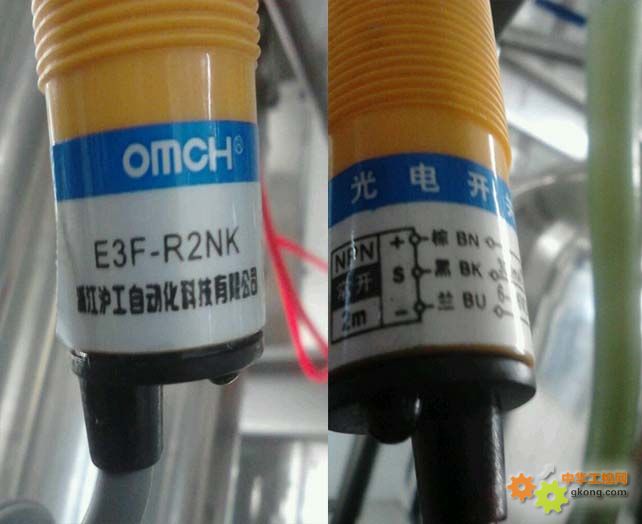 OMCH®
E3F-R2NK
浙江沪工自动化科技有限公司
光电开关
NPN
常开
2m
+ 棕 BN
S 黑 BK
- 兰 BU
中华工控网
gkong.com